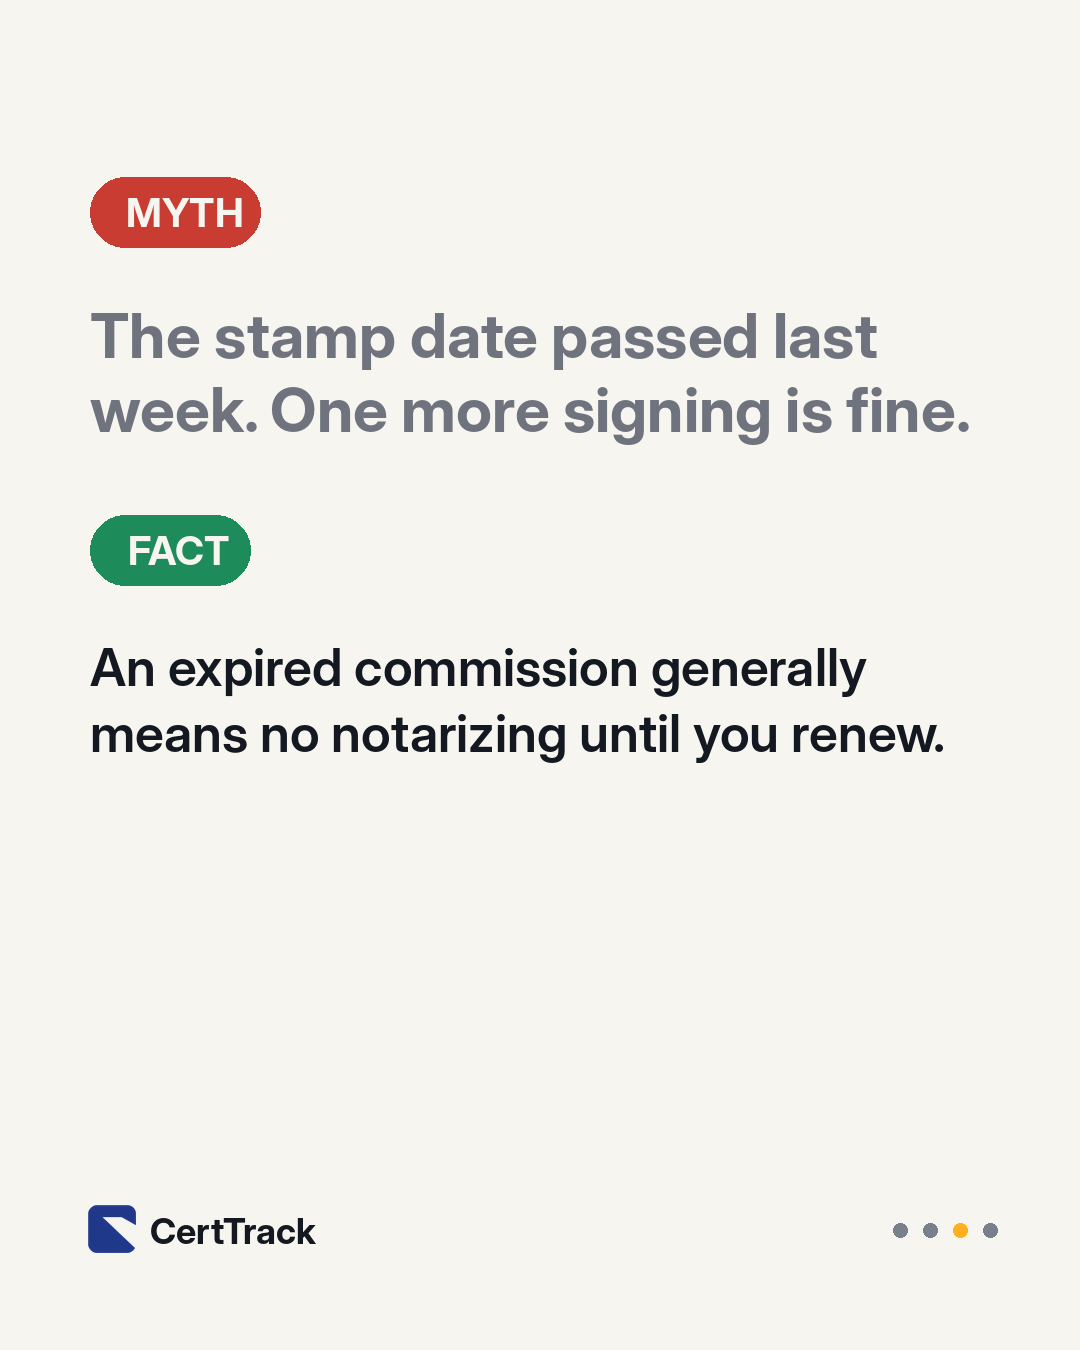 MYTH
The stamp date passed last
week. One more signing is fine.
FACT
An expired commission generally
means no notarizing until you renew.
CertTrack